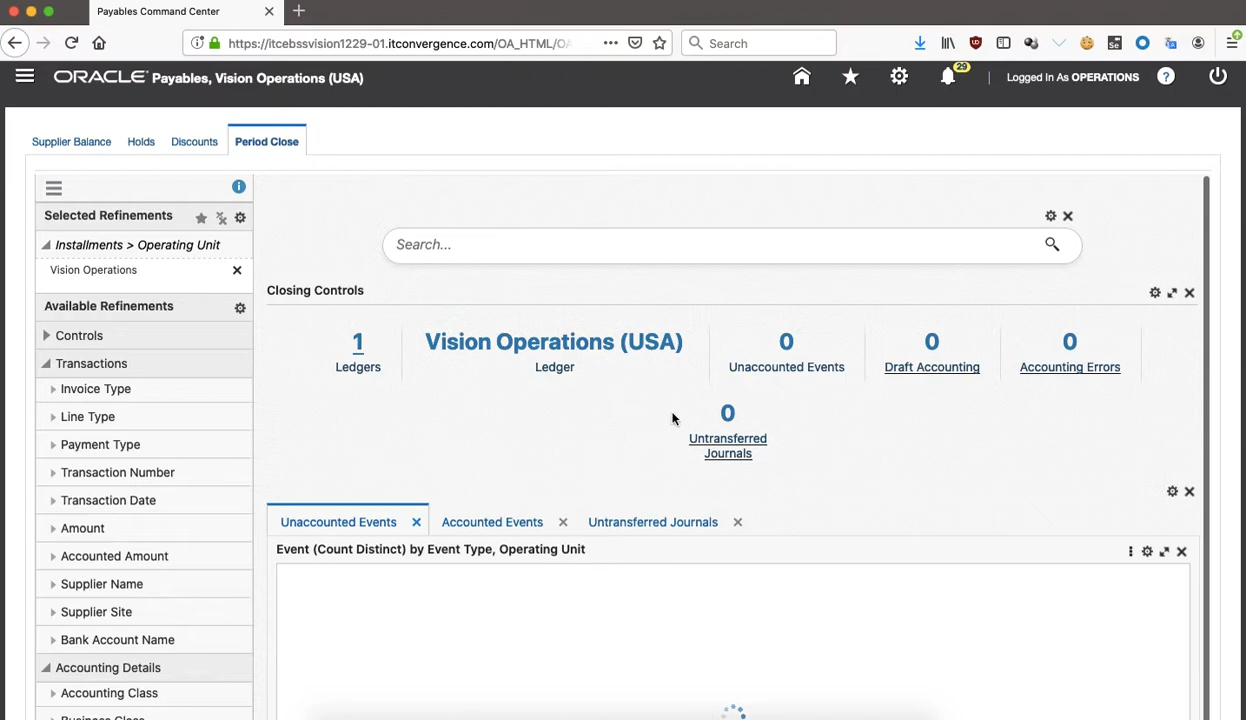 Payables Command Center
https://itcebssvision1229-01.itconvergence.com/OA_HTML/OA
Search
ORACLE Payables, Vision Operations (USA)
29
Logged In As OPERATIONS
?
Supplier Balance
Holds
Discounts
Period Close
Selected Refinements
Installments > Operating Unit
Vision Operations
Available Refinements
Controls
Transactions
Invoice Type
Line Type
Payment Type
Transaction Number
Transaction Date
Amount
Accounted Amount
Supplier Name
Supplier Site
Bank Account Name
Accounting Details
Accounting Class
Search...
Closing Controls
1
Ledgers
Vision Operations (USA)
Ledger
0
Unaccounted Events
0
Draft Accounting
0
Accounting Errors
0
Untransferred
Journals
Unaccounted Events
Accounted Events
Untransferred Journals
Event (Count Distinct) by Event Type, Operating Unit